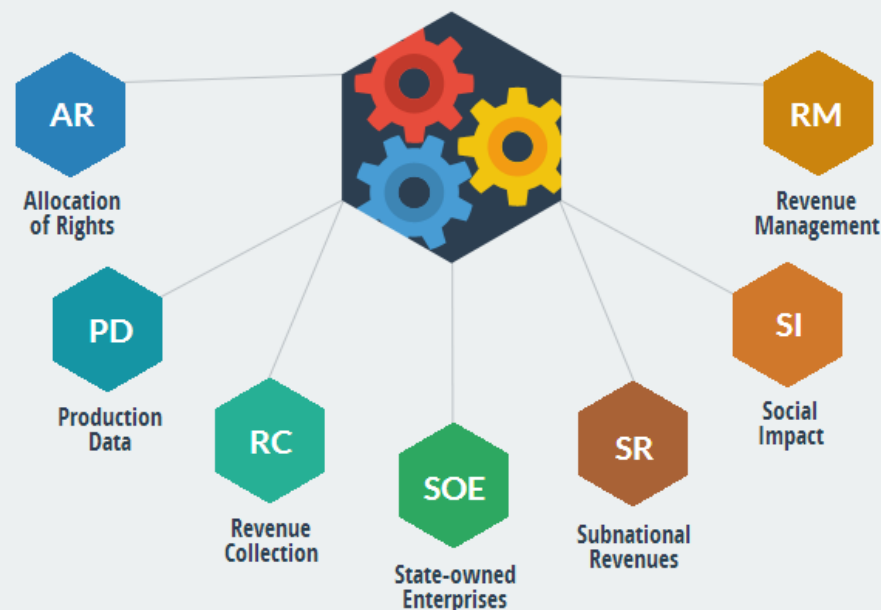 AR
Allocation
of Rights
PD
Production
Data
RC
Revenue
Collection
SOE
State-owned
Enterprises
SR
Subnational
Revenues
SI
Social
Impact
RM
Revenue
Management